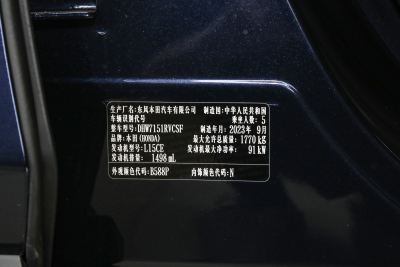 生产厂名:东风本田汽车有限公司 制造国:中华人民共和国
车辆识别代号 乘坐人数:5
整车型号:DHW7151RVCSF 制造年月:2023年9月
品牌:本田(HONDA) 最大允许总质量:1770 kg
发动机型号:L15CE 发动机最大净功率:91 kW
发动机排量:1498 mL
外观颜色代码:B588P 内饰颜色代码:N